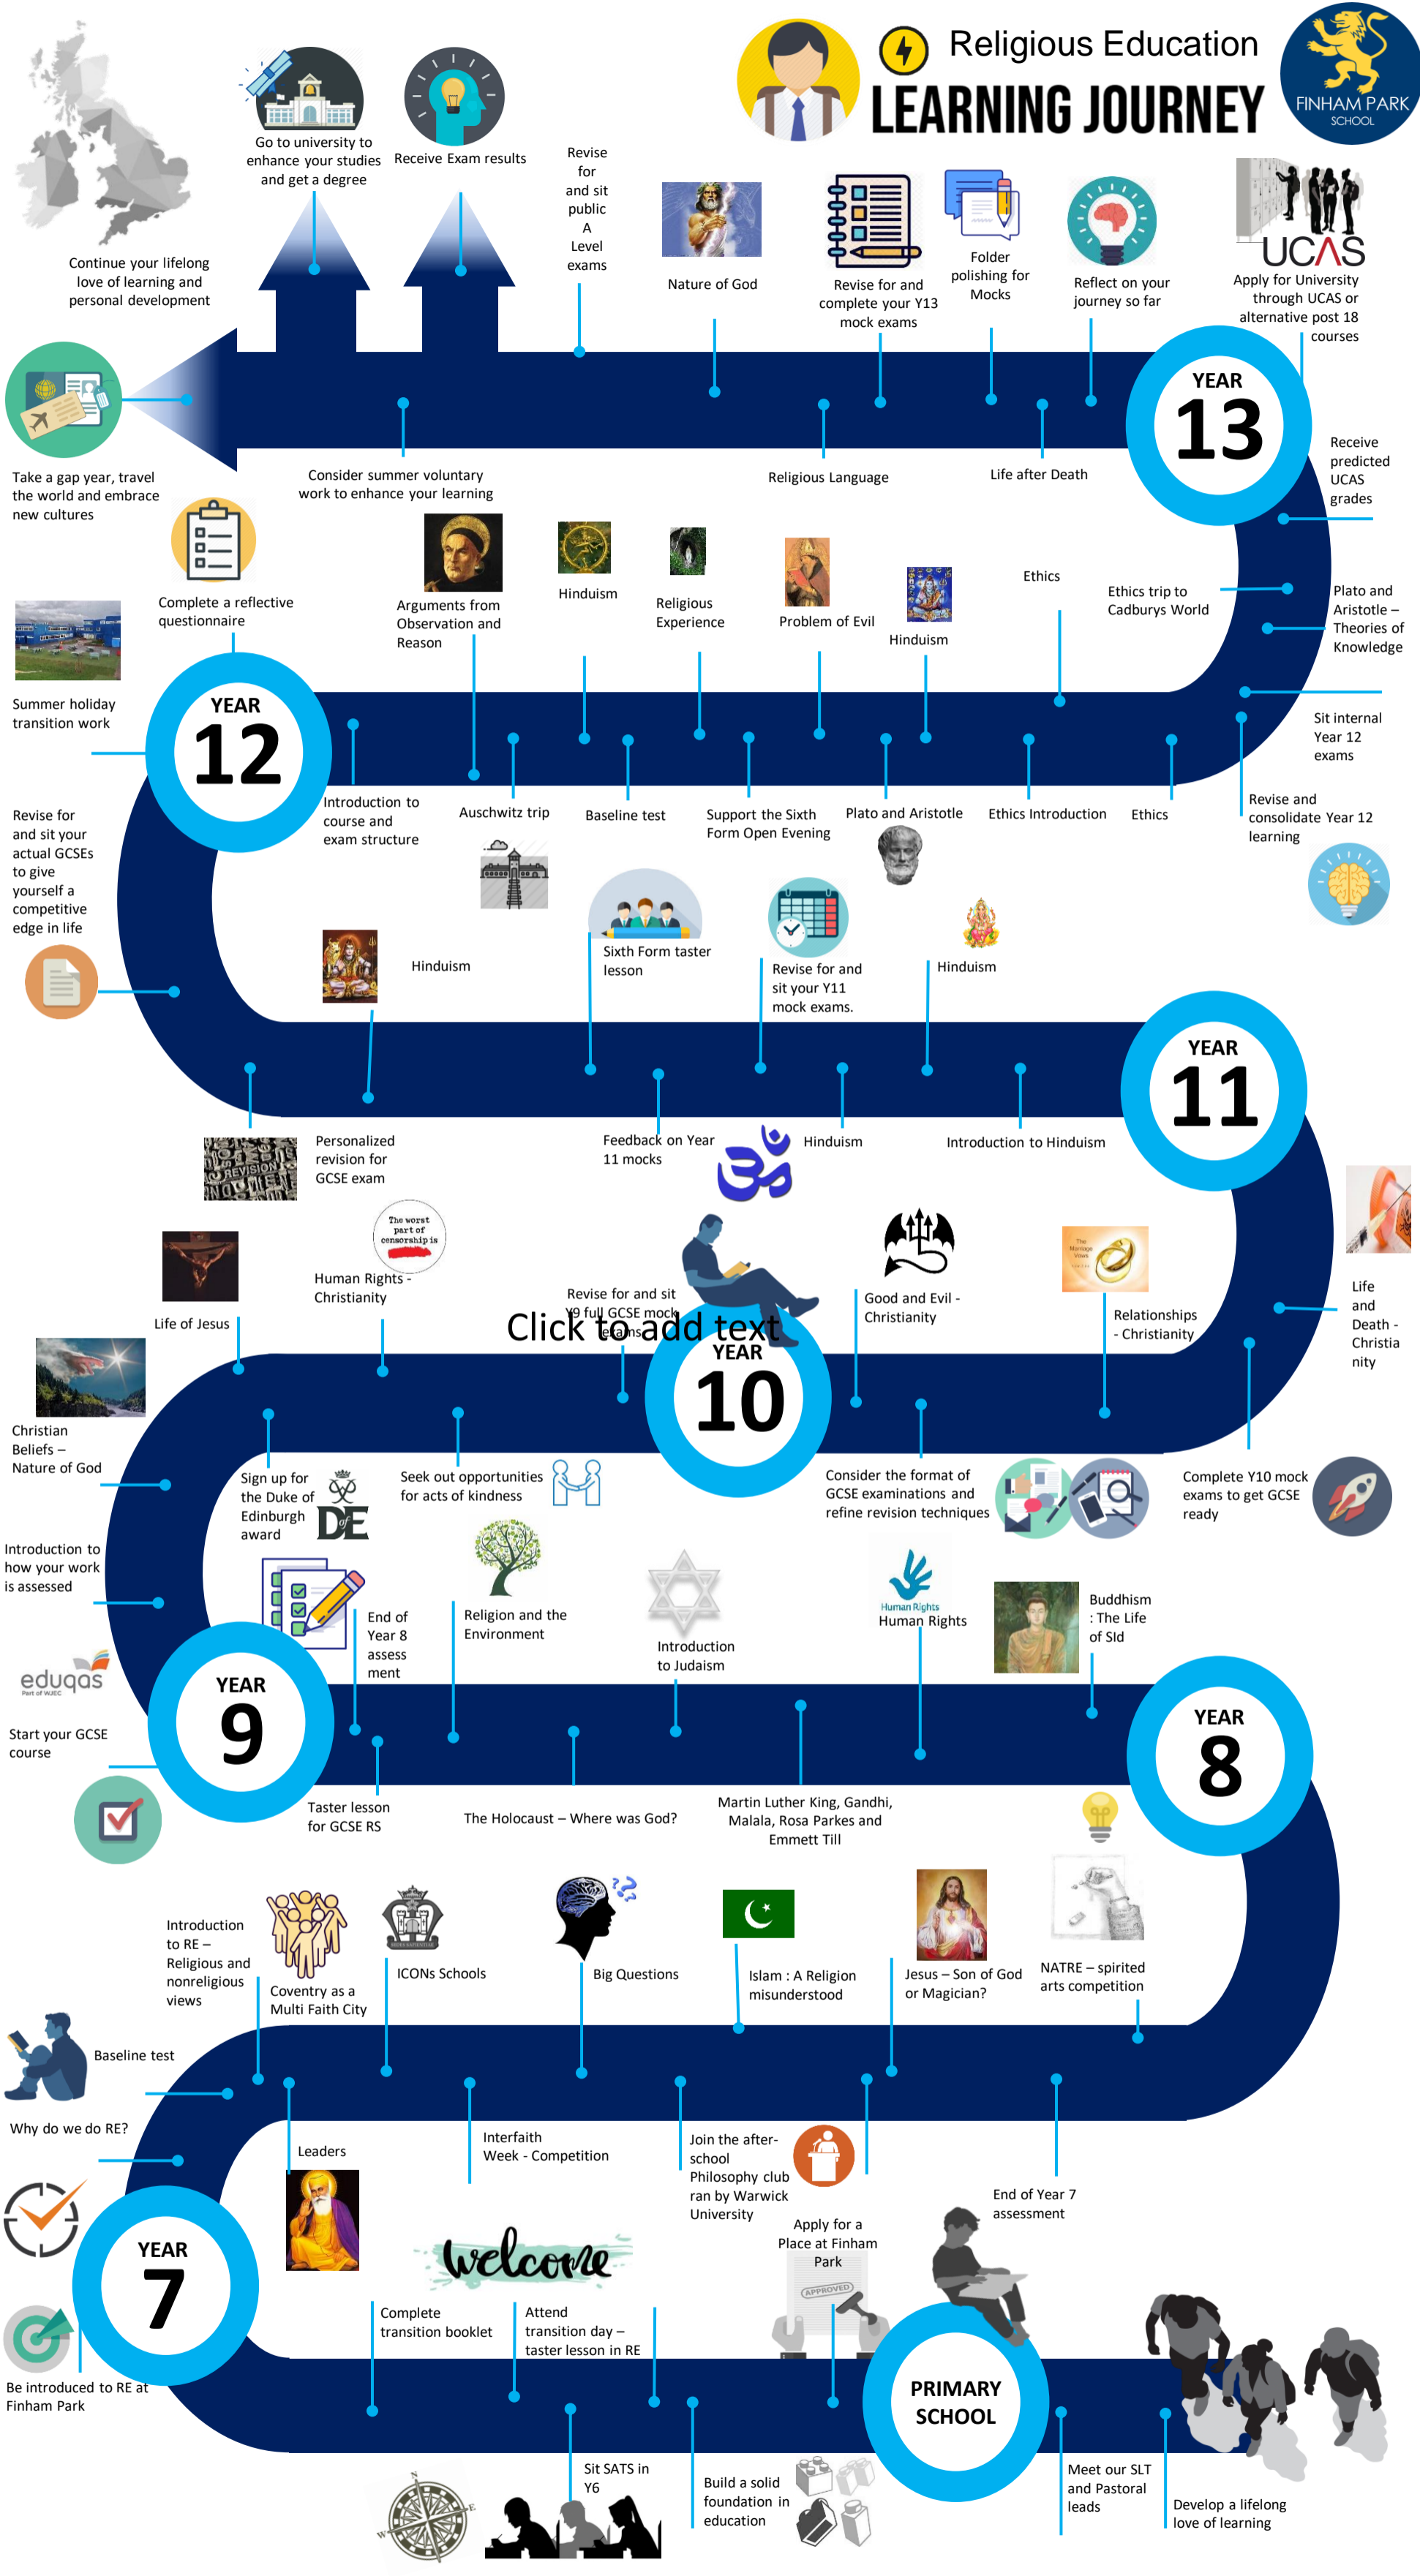 Religious Education
LEARNING JOURNEY
FINHAM PARK
SCHOOL
Go to university to
enhance your studies
and get a degree
Receive Exam results
Revise
for
and sit
public
A
Level
exams
Nature of God
Revise for and
complete your Y13
mock exams
Folder
polishing for
Mocks
Reflect on your
journey so far
UCAS
Apply for University
through UCAS or
alternative post 18
courses
Continue your lifelong
love of learning and
personal development
YEAR
13
Take a gap year, travel
the world and embrace
new cultures
Consider summer voluntary
work to enhance your learning
Religious Language
Life after Death
Receive
predicted
UCAS
grades
Complete a reflective
questionnaire
Arguments from
Observation and
Reason
Hinduism
Religious
Experience
Problem of Evil
Hinduism
Ethics
Ethics trip to
Cadburys World
Plato and
Aristotle –
Theories of
Knowledge
Summer holiday
transition work
YEAR
12
Sit internal
Year 12
exams
Introduction to
course and
exam structure
Auschwitz trip
Baseline test
Support the Sixth
Form Open Evening
Plato and Aristotle
Ethics Introduction
Ethics
Revise and
consolidate Year 12
learning
Revise for
and sit your
actual GCSEs
to give
yourself a
competitive
edge in life
Hinduism
Sixth Form taster
lesson
Revise for and
sit your Y11
mock exams.
Hinduism
YEAR
11
REVISION
Personalized
revision for
GCSE exam
Feedback on Year
11 mocks
ॐ
Hinduism
Introduction to Hinduism
The worst
part of
censorship is
Human Rights -
Christianity
Life of Jesus
Revise for and sit
Y9 full GCSE mock
exams
Click to add text
YEAR
10
Good and Evil -
Christianity
The
Marriage
Vows
Relationships
- Christianity
Life
and
Death -
Christia
nity
Christian
Beliefs –
Nature of God
Sign up for
the Duke of
Edinburgh
award
DofE
Seek out opportunities
for acts of kindness
Consider the format of
GCSE examinations and
refine revision techniques
Complete Y10 mock
exams to get GCSE
ready
Introduction to
how your work
is assessed
End of
Year 8
assess
ment
Religion and the
Environment
Introduction
to Judaism
Human Rights
Human Rights
Buddhism
: The Life
of SId
eduqas
Part of WJEC
Start your GCSE
course
YEAR
9
YEAR
8
Taster lesson
for GCSE RS
The Holocaust – Where was God?
Martin Luther King, Gandhi,
Malala, Rosa Parkes and
Emmett Till
Introduction
to RE –
Religious and
nonreligious
views
Coventry as a
Multi Faith City
ICONs Schools
Big Questions
Islam : A Religion
misunderstood
Jesus – Son of God
or Magician?
NATRE – spirited
arts competition
Baseline test
Why do we do RE?
Leaders
Interfaith
Week - Competition
Join the after-
school
Philosophy club
ran by Warwick
University
End of Year 7
assessment
YEAR
7
welcome
Apply for a
Place at Finham
Park
APPROVED
Complete
transition booklet
Attend
transition day –
taster lesson in RE
Be introduced to RE at
Finham Park
PRIMARY
SCHOOL
N
E
W
Sit SATS in
Y6
Build a solid
foundation in
education
Meet our SLT
and Pastoral
leads
Develop a lifelong
love of learning